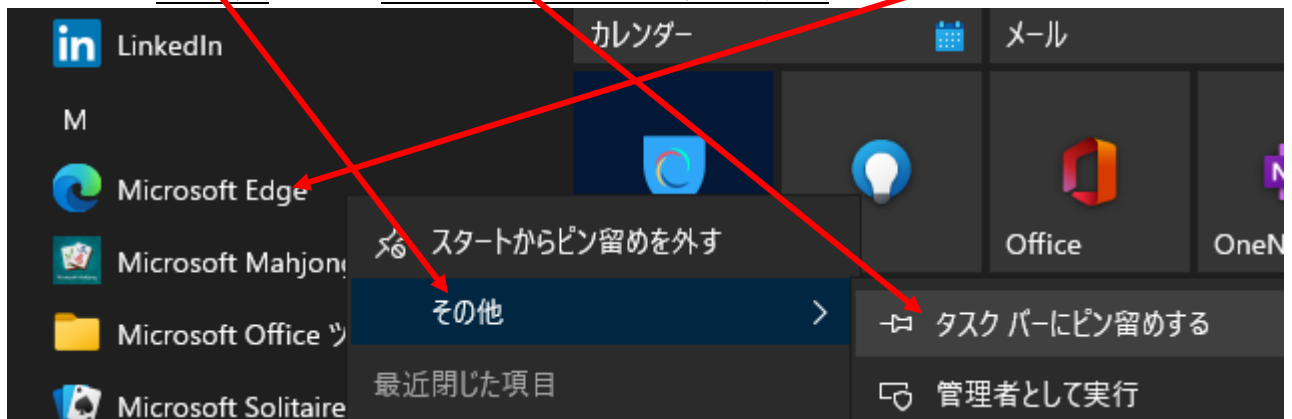 LinkedIn
カレンダー
メール
M
Microsoft Edge
スタートからピン留めを外す
Office
OneN
Microsoft Mahjong
その他
タスク バーにピン留めする
Microsoft Office ツ
最近閉じた項目
管理者として実行
Microsoft Solitaire